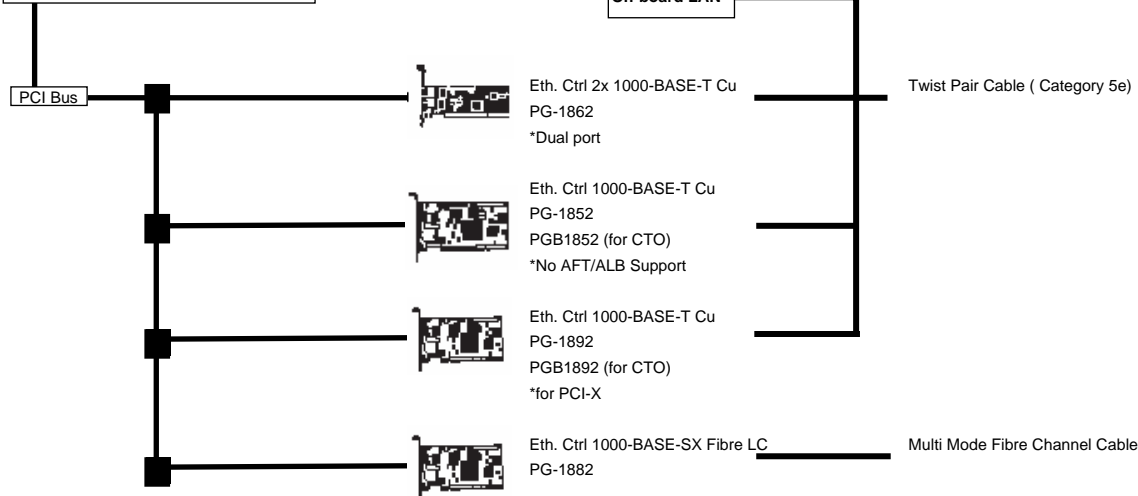 On board LAN
PCI Bus
Eth. Ctrl 2x 1000-BASE-T Cu
PG-1862
*Dual port
Twist Pair Cable ( Category 5e)
Eth. Ctrl 1000-BASE-T Cu
PG-1852
PGB1852 (for CTO)
*No AFT/ALB Support
Eth. Ctrl 1000-BASE-T Cu
PG-1892
PGB1892 (for CTO)
*for PCI-X
Eth. Ctrl 1000-BASE-SX Fibre LC
PG-1882
Multi Mode Fibre Channel Cable